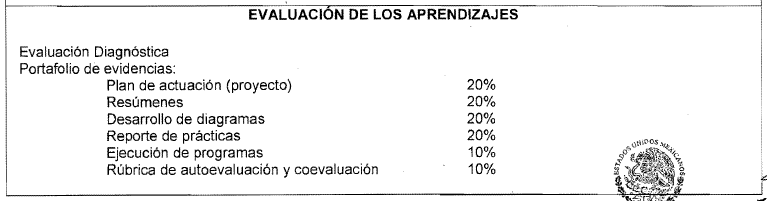 EVALUACIÓN DE LOS APRENDIZAJES
Evaluación Diagnóstica
Portafolio de evidencias:
Plan de actuación (proyecto) 20%
Resúmenes 20%
Desarrollo de diagramas 20%
Reporte de prácticas 20%
Ejecución de programas 10%
Rúbrica de autoevaluación y coevaluación 10%
ESTADOS UNIDOS MEXICANOS